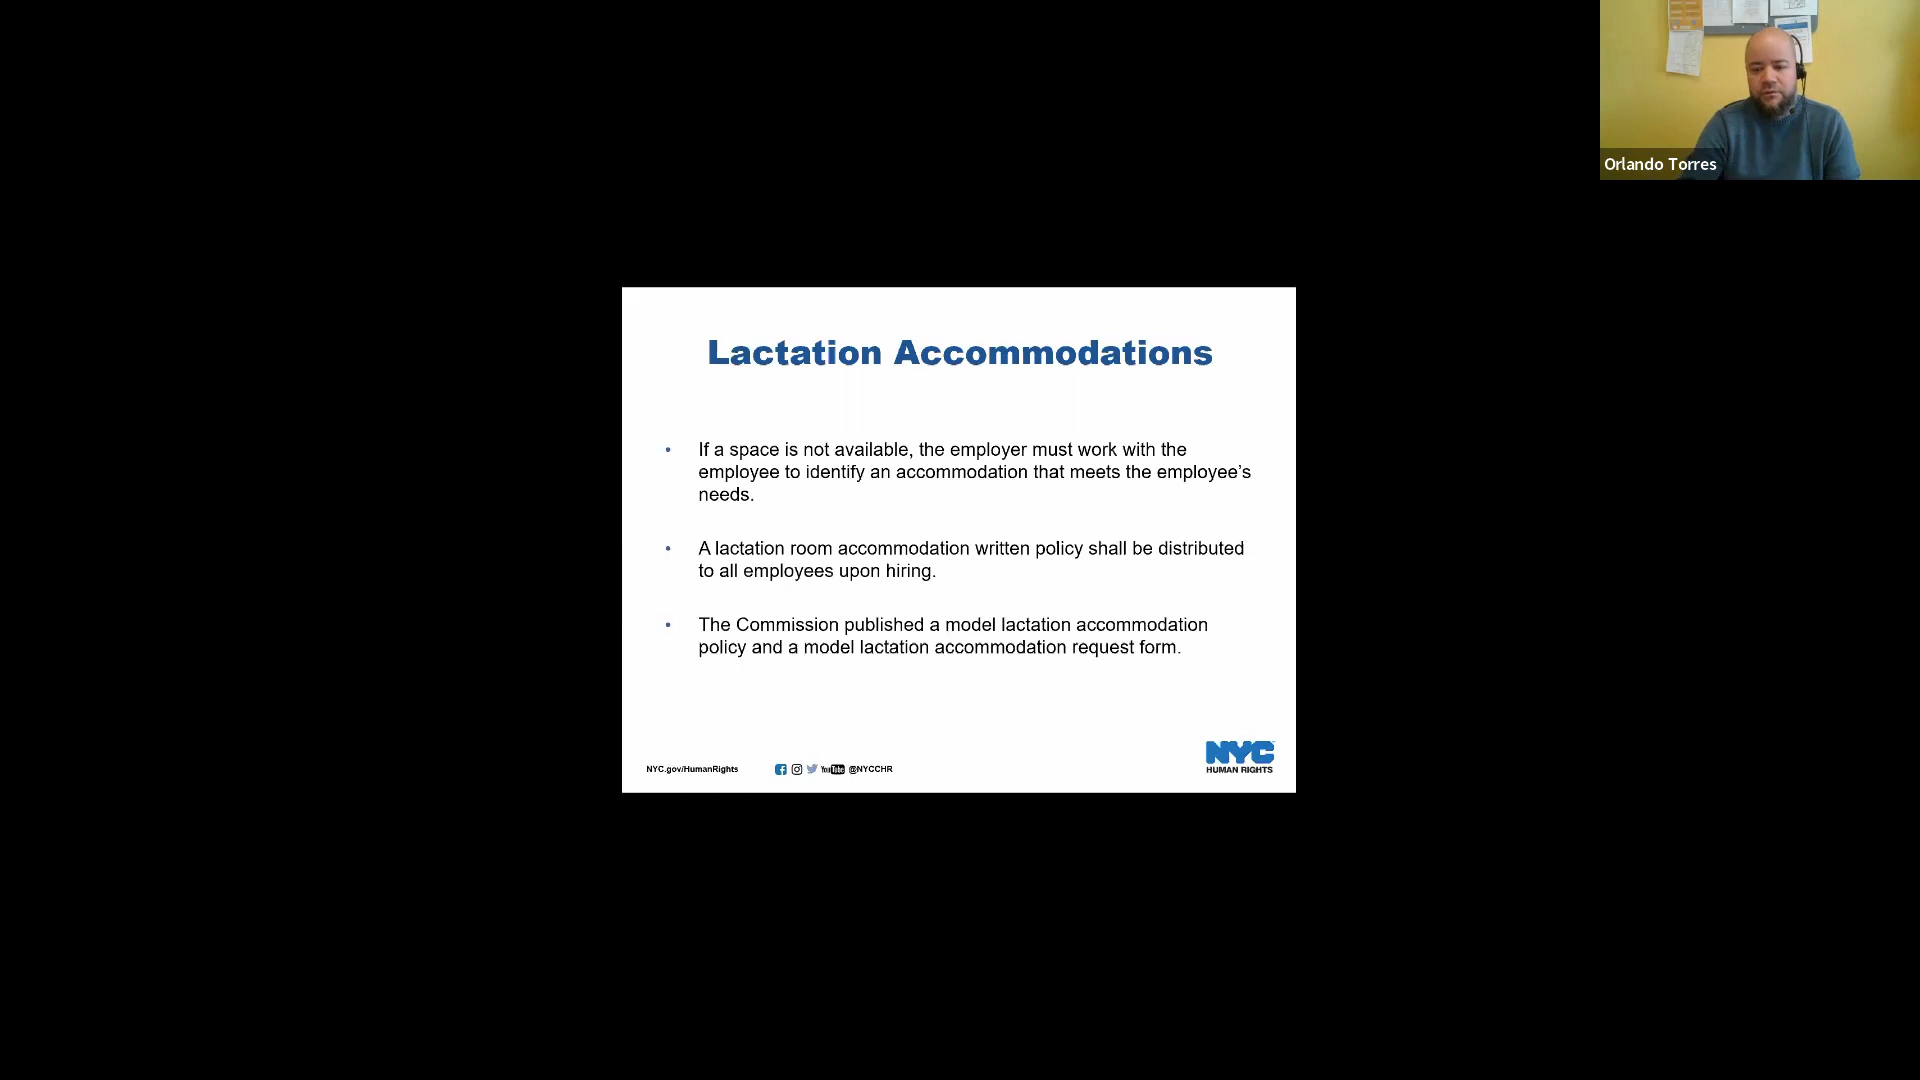 Orlando Torres
Lactation Accommodations
• If a space is not available, the employer must work with the
employee to identify an accommodation that meets the employee’s
needs.
• A lactation room accommodation written policy shall be distributed
to all employees upon hiring.
• The Commission published a model lactation accommodation
policy and a model lactation accommodation request form.
NYC.gov/HumanRights
YouTube @NYCCHR
NYC
HUMAN RIGHTS